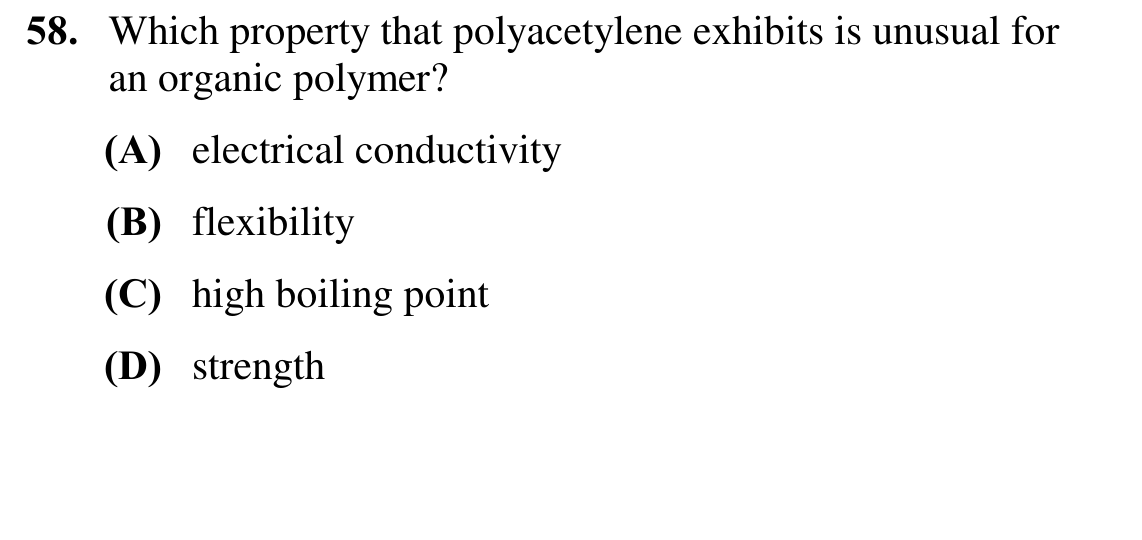 58. Which property that polyacetylene exhibits is unusual for
an organic polymer?
(A) electrical conductivity
(B) flexibility
(C) high boiling point
(D) strength